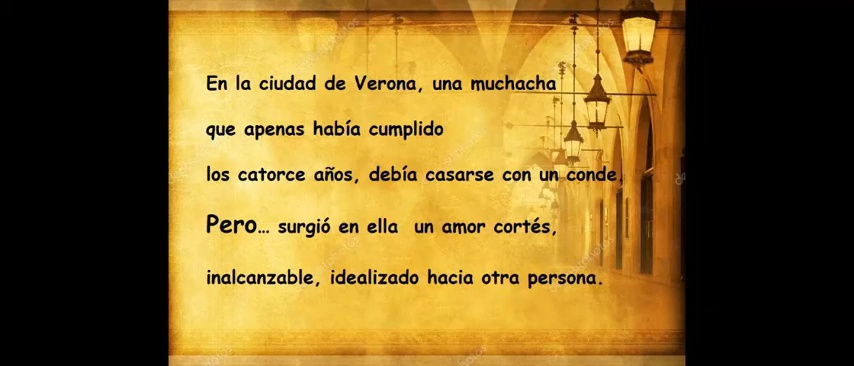 En la ciudad de Verona, una muchacha
que apenas había cumplido
los catorce años, debía casarse con un conde.
Pero... surgió en ella un amor cortés,
inalcanzable, idealizado hacia otra persona.